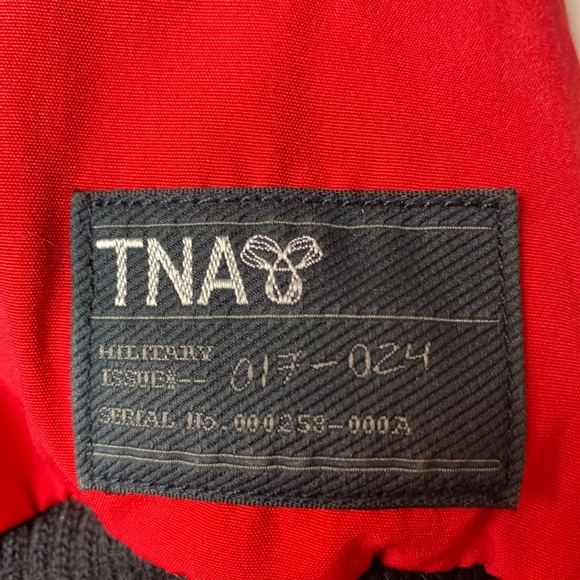 TNA
MILITARY
ISSUE#-- 017-024
SERIAL No. 000258-000A